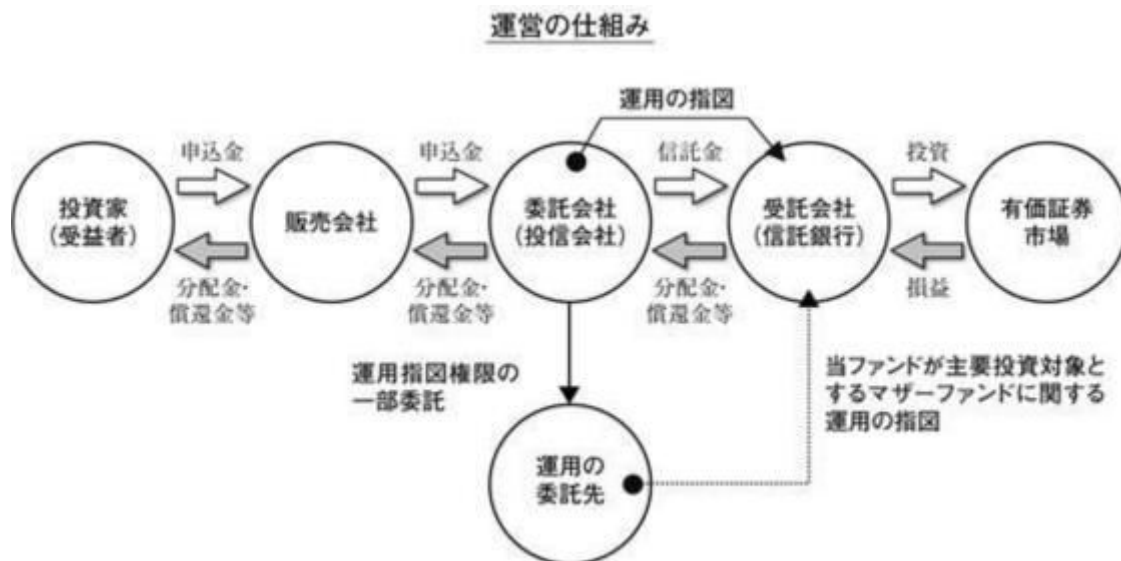 運営の仕組み
運用の指図
申込金
申込金
信託金
投資
投資家
(受益者)
販売会社
委託会社
(投信会社)
受託会社
(信託銀行)
有価証券
市場
分配金・
償還金等
分配金・
償還金等
分配金・
償還金等
損益
運用指図権限の
一部委託
当ファンドが主要投資対象と
するマザーファンドに関する
運用の指図
運用の
委託先